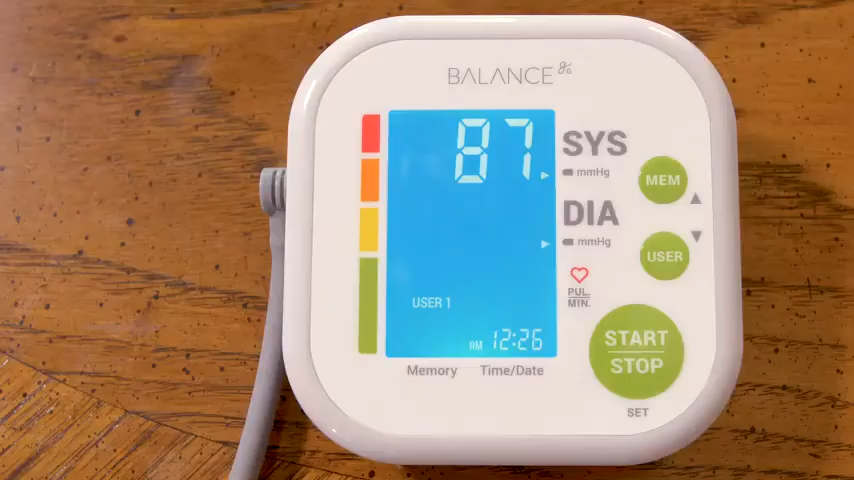 BALANCE
87
SYS
mmHg
MEM
DIA
mmHg
USER
PUL.
MIN.
USER 1
START
STOP
AM 12:26
Memory Time/Date
SET